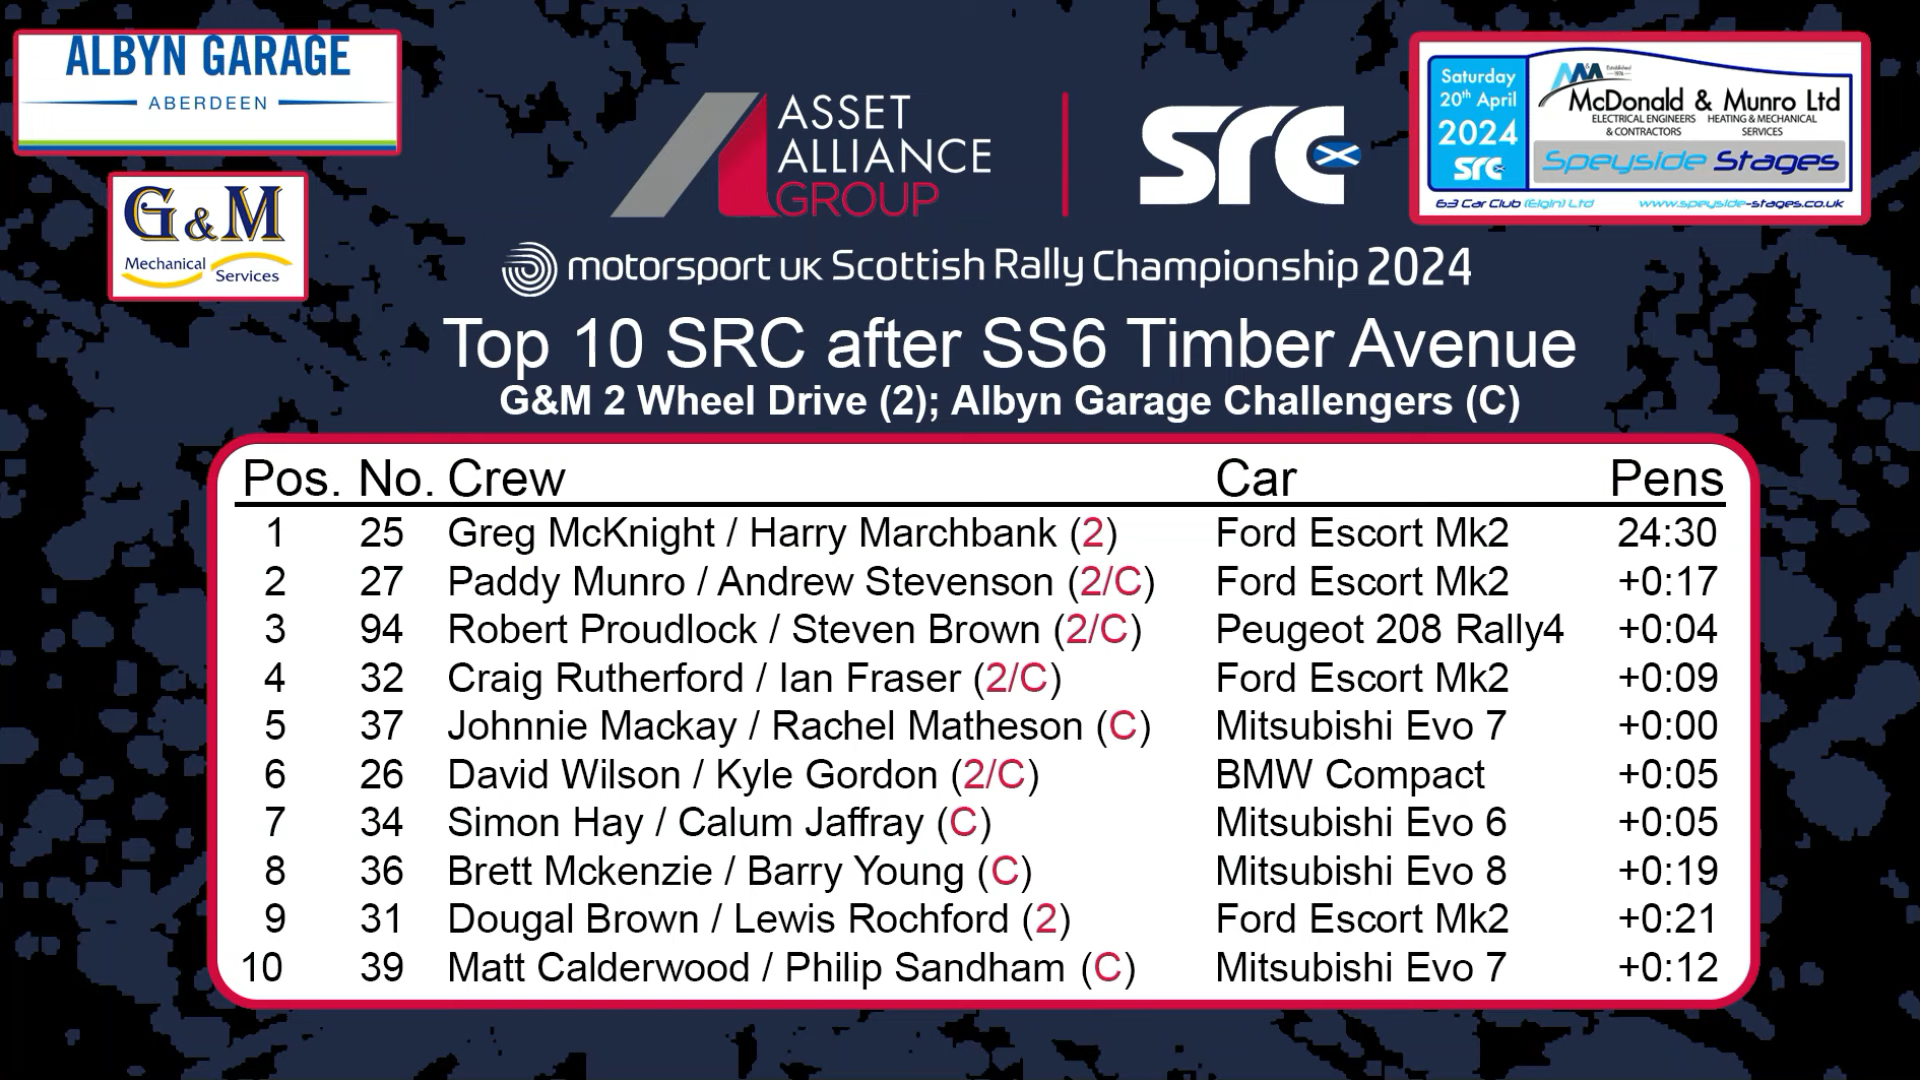 ALBYN GARAGE
ABERDEEN
G&M
Mechanical
Services
ASSET
ALLIANCE
GROUP
SRC
Saturday
20th April
2024
SRC
McDonald & Munro Ltd
ELECTRICAL ENGINEERS HEATING & MECHANICAL
& CONTRACTORS SERVICES
Speyside Stages
63 Car Club (Elgin) Ltd www.speyside-stages.co.uk
motorsport UK Scottish Rally Championship 2024
Top 10 SRC after SS6 Timber Avenue
G&M 2 Wheel Drive (2); Albyn Garage Challengers (C)
Pos. No. Crew Car Pens
1 25 Greg McKnight / Harry Marchbank (2) Ford Escort Mk2 24:30
2 27 Paddy Munro / Andrew Stevenson (2/C) Ford Escort Mk2 +0:17
3 94 Robert Proudlock / Steven Brown (2/C) Peugeot 208 Rally4 +0:04
4 32 Craig Rutherford / Ian Fraser (2/C) Ford Escort Mk2 +0:09
5 37 Johnnie Mackay / Rachel Matheson (C) Mitsubishi Evo 7 +0:00
6 26 David Wilson / Kyle Gordon (2/C) BMW Compact +0:05
7 34 Simon Hay / Calum Jaffray (C) Mitsubishi Evo 6 +0:05
8 36 Brett Mckenzie / Barry Young (C) Mitsubishi Evo 8 +0:19
9 31 Dougal Brown / Lewis Rochford (2) Ford Escort Mk2 +0:21
10 39 Matt Calderwood / Philip Sandham (C) Mitsubishi Evo 7 +0:12